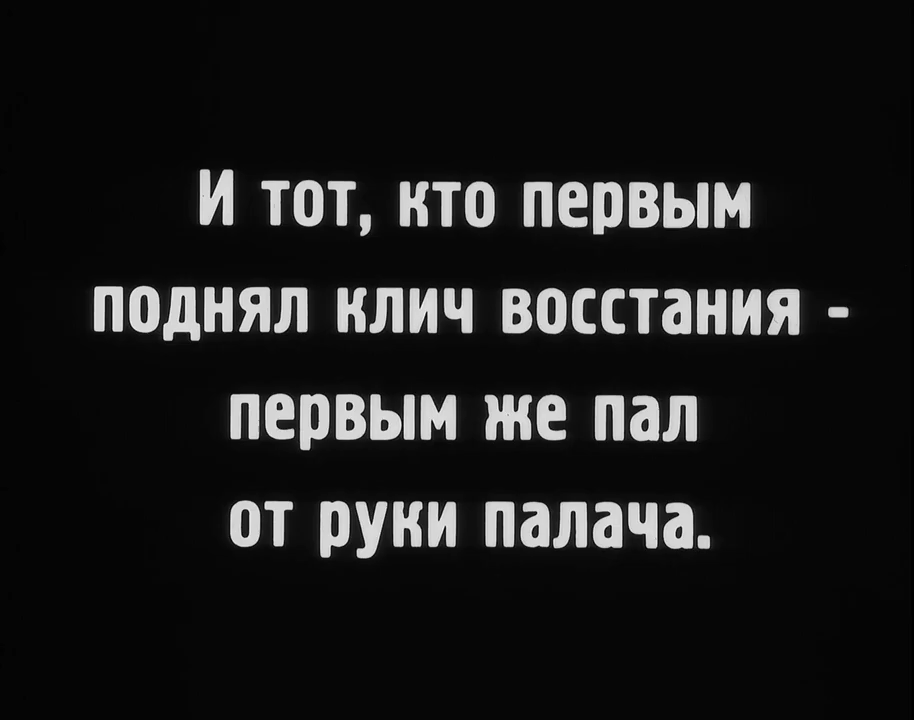 И тот, кто первым
поднял клич восстания -
первым же пал
от руки палача.